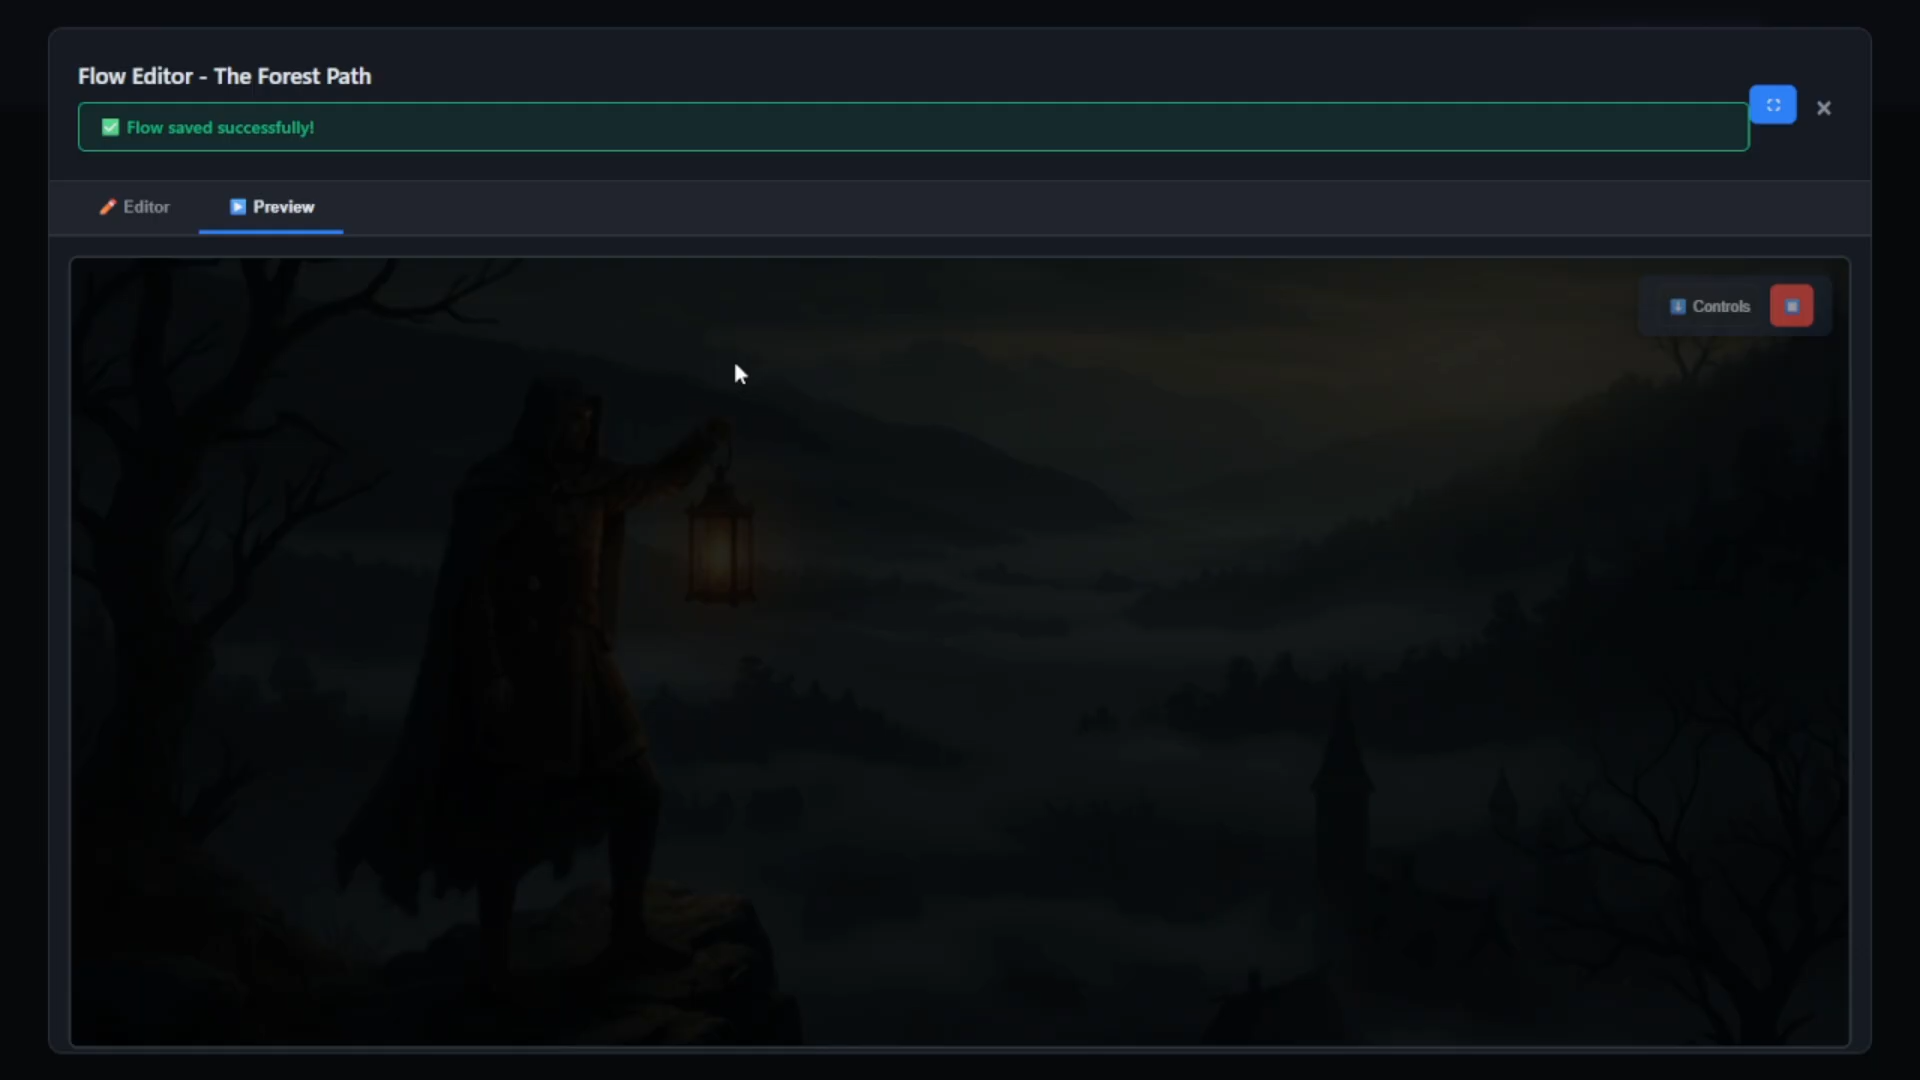 Flow Editor - The Forest Path
✅ Flow saved successfully!
Editor
Preview
Controls